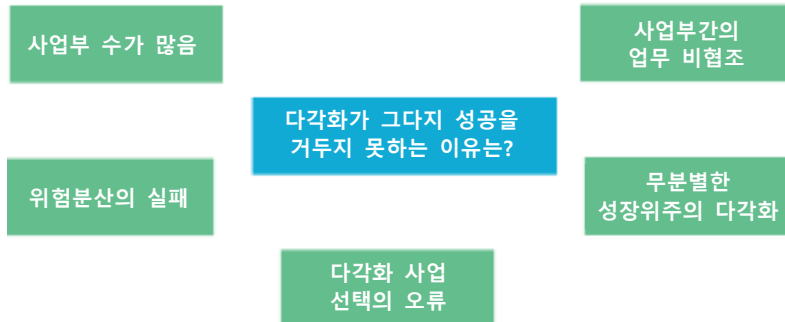 사업부 수가 많음
사업부간의
업무 비협조
다각화가 그다지 성공을
거두지 못하는 이유는?
위험분산의 실패
무분별한
성장위주의 다각화
다각화 사업
선택의 오류